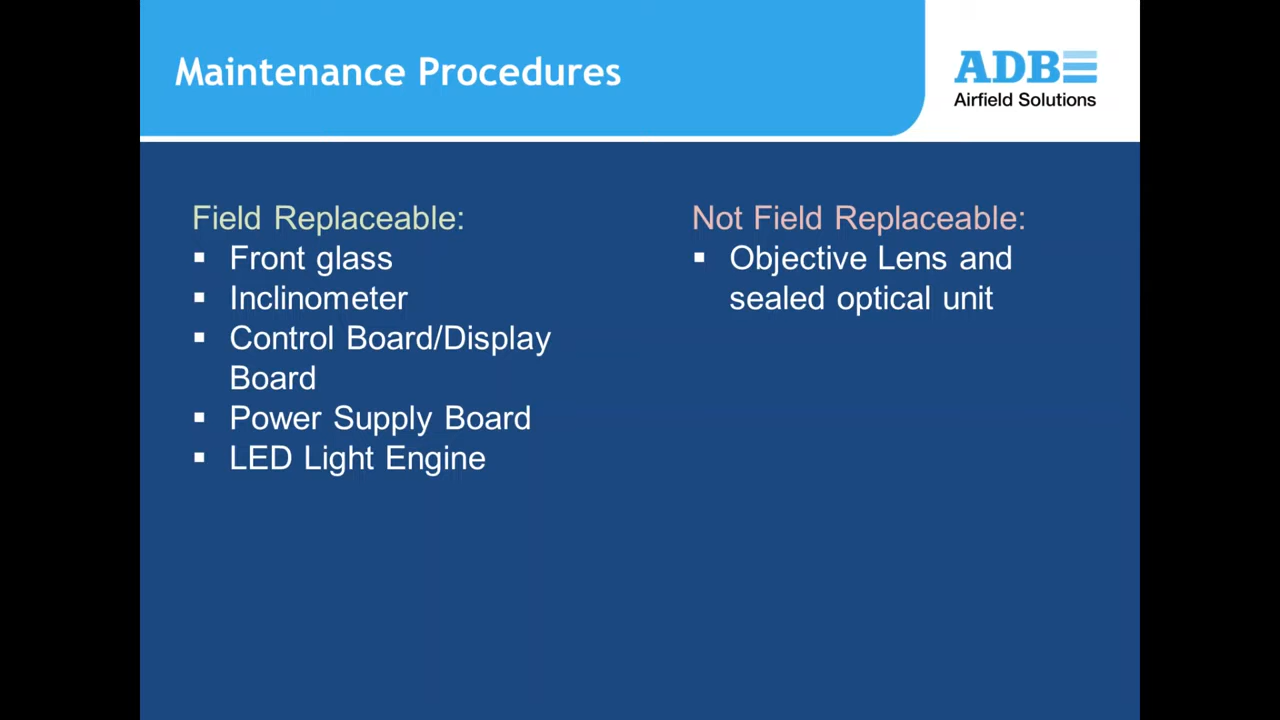 Maintenance Procedures
ADB
Airfield Solutions
Field Replaceable:
▪ Front glass
▪ Inclinometer
▪ Control Board/Display
Board
▪ Power Supply Board
▪ LED Light Engine
Not Field Replaceable:
▪ Objective Lens and
sealed optical unit